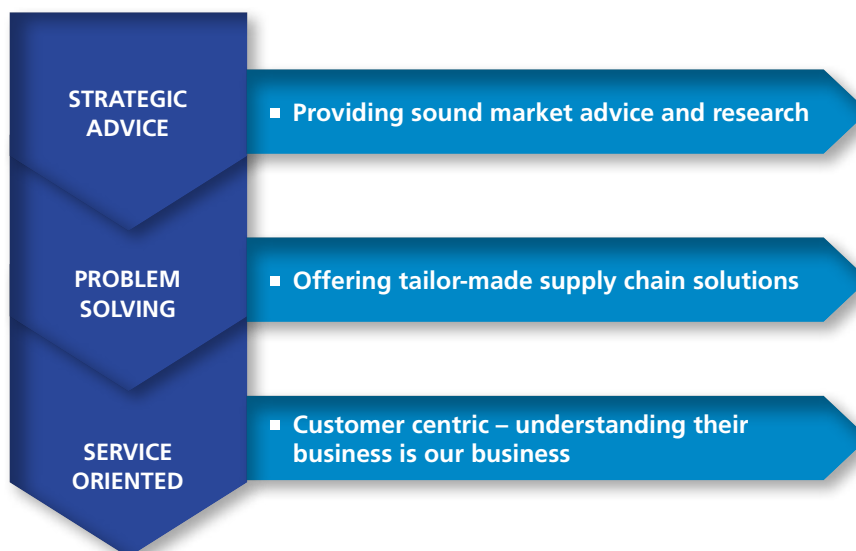 STRATEGIC
ADVICE
▪ Providing sound market advice and research
PROBLEM
SOLVING
▪ Offering tailor-made supply chain solutions
SERVICE
ORIENTED
▪ Customer centric – understanding their
business is our business